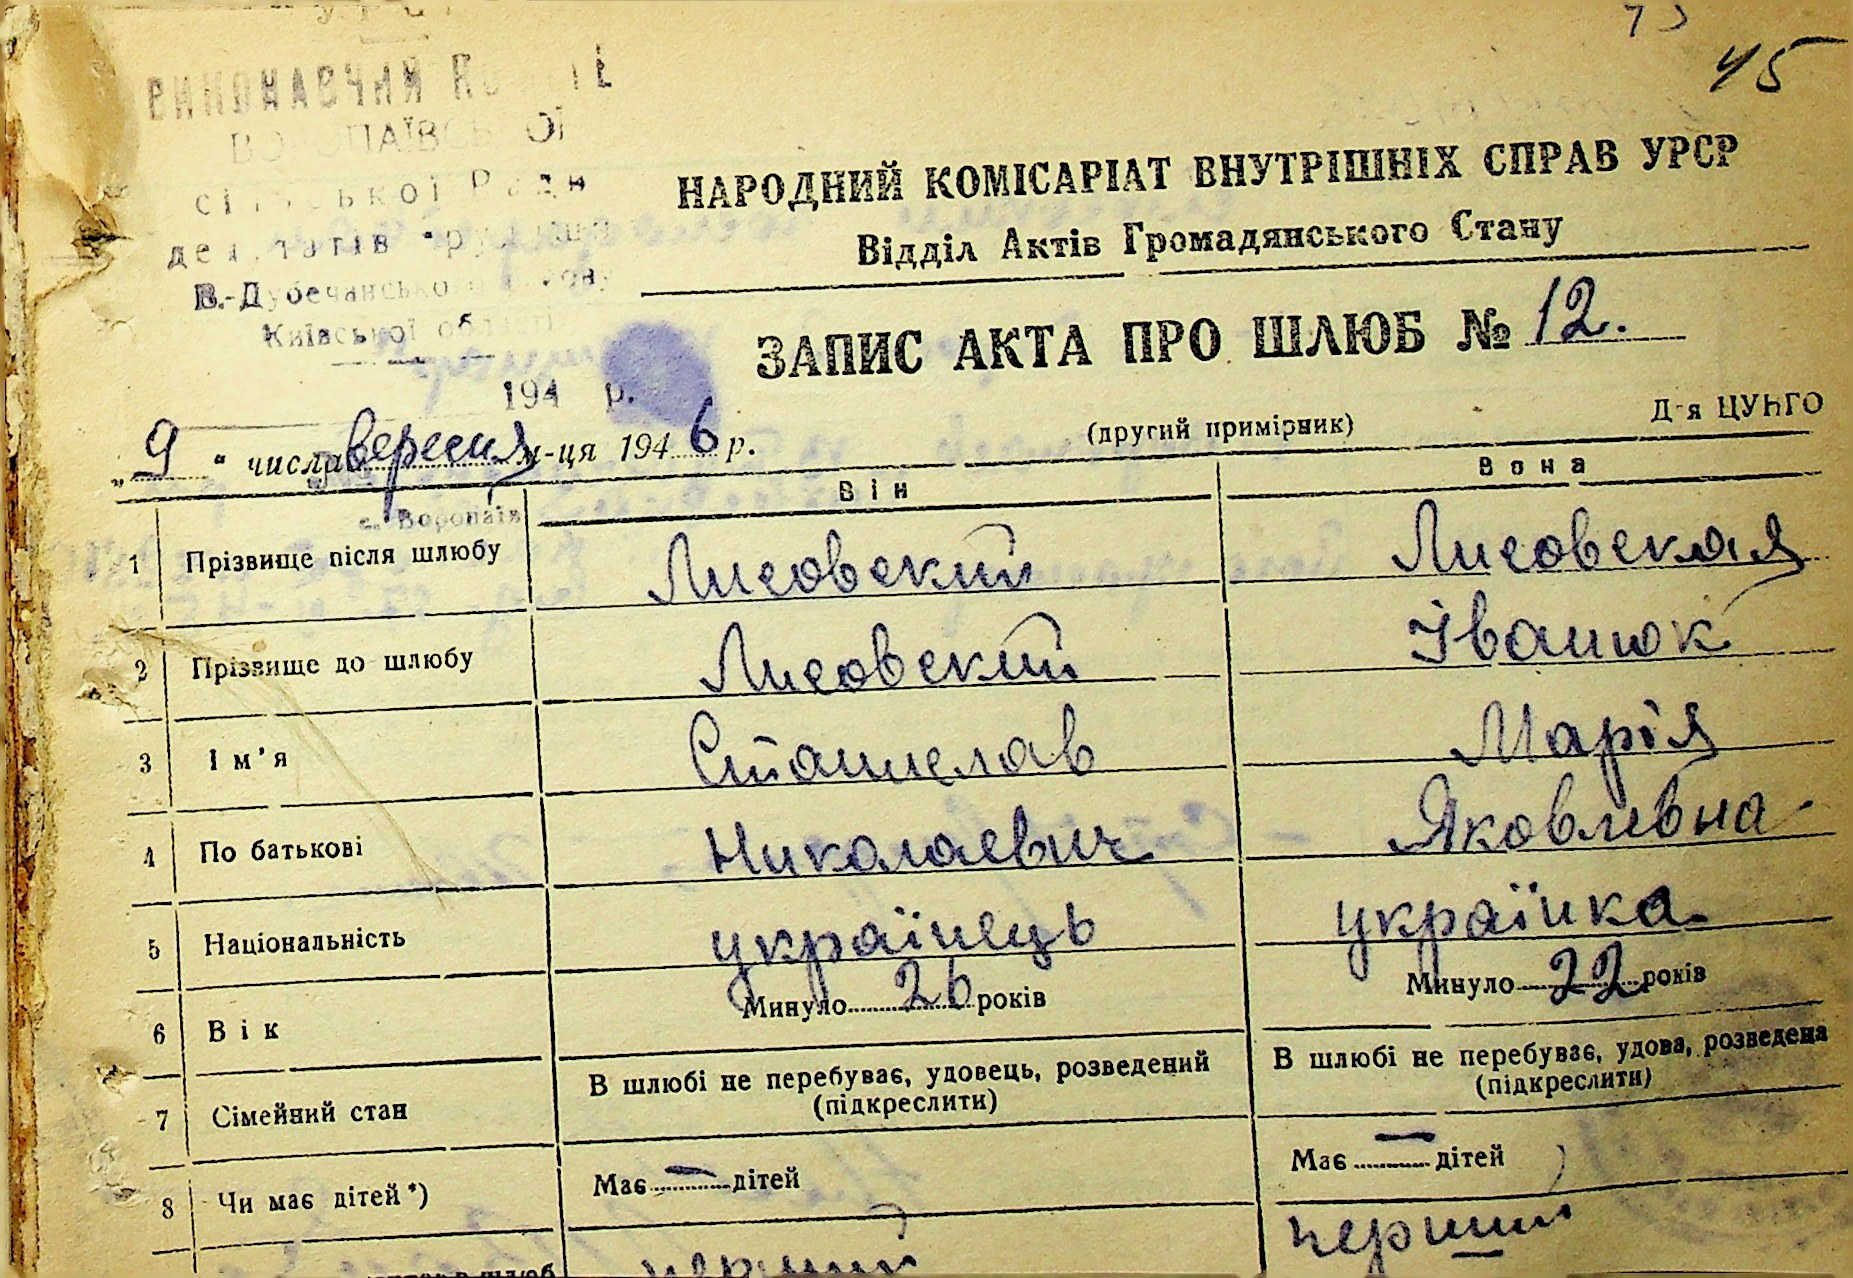 45
ВИКОНАВЧИЙ
сільської Ради
В.-Дубечанського
Київської області
194 р.
НАРОДНИЙ КОМІСАРІАТ ВНУТРІШНІХ СПРАВ УРСР
Відділ Актів Громадянського Стану
ЗАПИС АКТА ПРО ШЛЮБ № 12.
(другий примірник)
Д-я ЦУНГО
„9“ числа вересня м-ця 1946 р.
с. Воропаїв
Він Вона
1 Прізвище після шлюбу Лисовский Лисовская
2 Прізвище до шлюбу Лисовский Іванюк
3 Ім'я Станислав Марія
4 По батькові Николаевич Яковлевна
5 Національність українець українка
6 Вік Минуло 26 років Минуло 22 років
7 Сімейний стан В шлюбі не перебуває, удовець, розведений В шлюбі не перебуває, удова, розведена
(підкреслити) (підкреслити)
8 Чи має дітей*) Має — дітей Має — дітей
перший перший